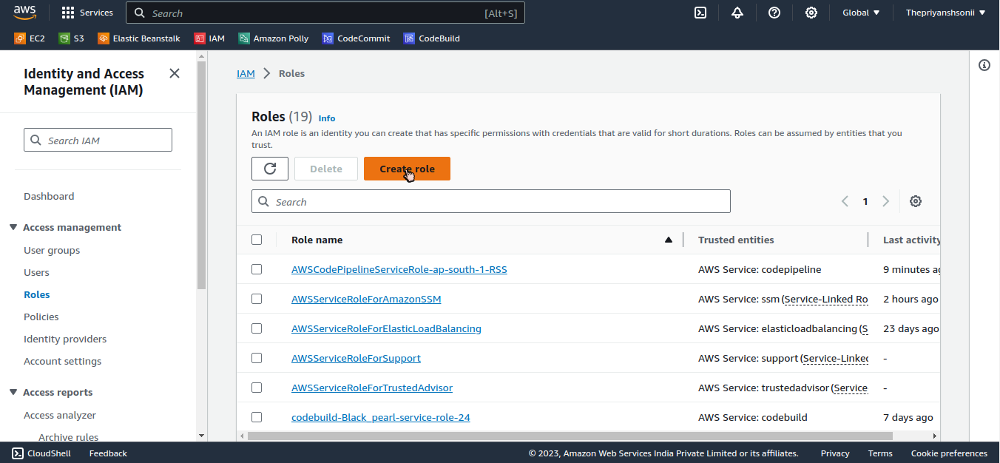 aws Services Search [Alt+S] Global Thepriyanshsonii
EC2 S3 Elastic Beanstalk IAM Amazon Polly CodeCommit CodeBuild
Identity and Access
Management (IAM)
Search IAM
Dashboard
Access management
User groups
Users
Roles
Policies
Identity providers
Account settings
Access reports
Access analyzer
Archive rules
IAM > Roles
Roles (19) Info
An IAM role is an identity you can create that has specific permissions with credentials that are valid for short durations. Roles can be assumed by entities that you
trust.
Delete Create role
Search 1
Role name Trusted entities Last activity
AWSCodePipelineServiceRole-ap-south-1-RSS AWS Service: codepipeline 9 minutes ag
AWSServiceRoleForAmazonSSM AWS Service: ssm (Service-Linked Ro 2 hours ago
AWSServiceRoleForElasticLoadBalancing AWS Service: elasticloadbalancing (S 23 days ago
AWSServiceRoleForSupport AWS Service: support (Service-Linked -
AWSServiceRoleForTrustedAdvisor AWS Service: trustedadvisor (Service -
codebuild-Black_pearl-service-role-24 AWS Service: codebuild 7 days ago
CloudShell Feedback © 2023, Amazon Web Services India Private Limited or its affiliates. Privacy Terms Cookie preferences